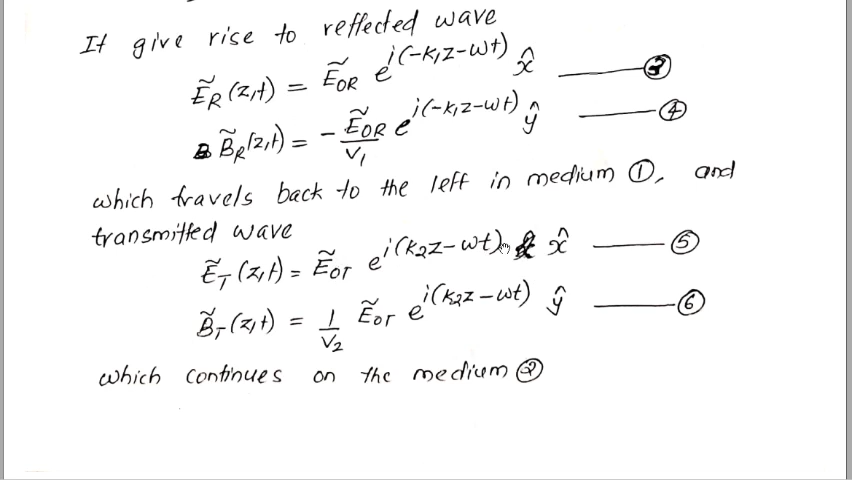 It give rise to reflected wave
Ẽ_R (z,t) = Ẽ_OR e^{i(-k₁z-ωt)} x̂ ——— ③
B̃_R (z,t) = - Ẽ_OR/v₁ e^{i(-k₁z-ωt)} ŷ ——— ④
which travels back to the left in medium ①, and
transmitted wave
Ẽ_T (z,t) = Ẽ_OT e^{i(k₂z-ωt)} x̂ ——— ⑤
B̃_T (z,t) = 1/v₂ Ẽ_OT e^{i(k₂z-ωt)} ŷ ——— ⑥
which continues on the medium ②